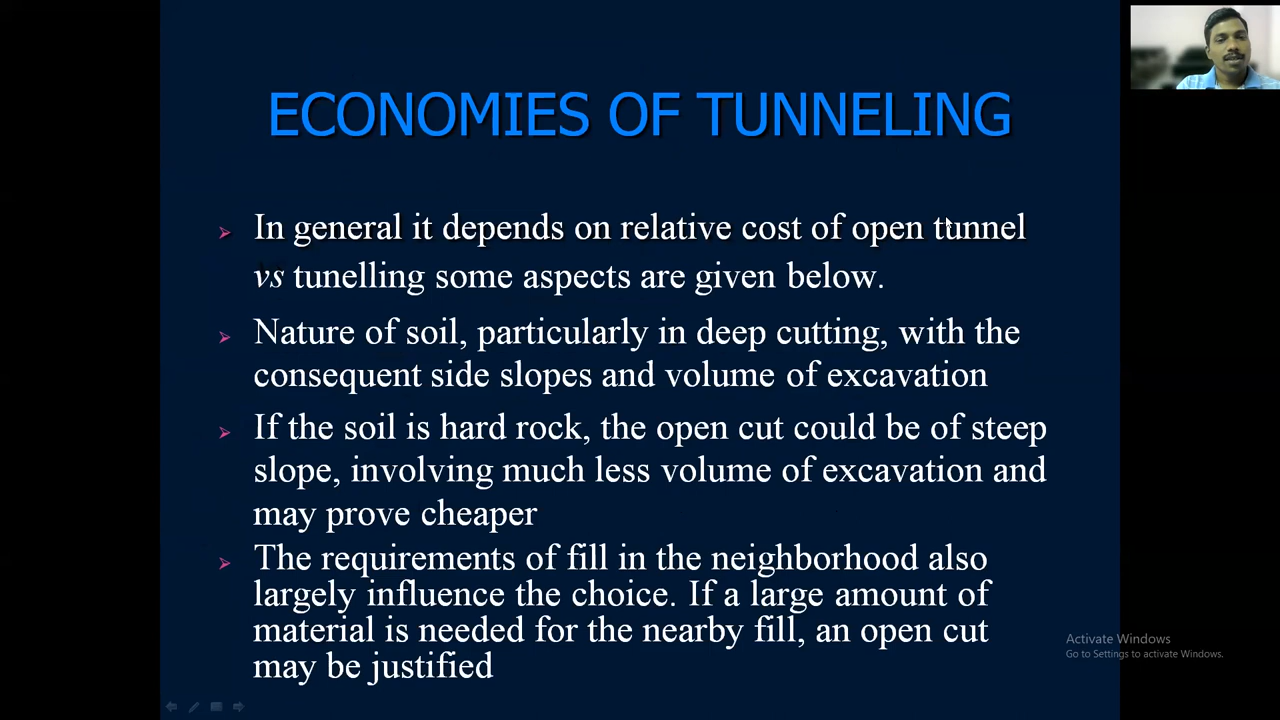 ECONOMIES OF TUNNELING
In general it depends on relative cost of open tunnel
vs tunelling some aspects are given below.
Nature of soil, particularly in deep cutting, with the
consequent side slopes and volume of excavation
If the soil is hard rock, the open cut could be of steep
slope, involving much less volume of excavation and
may prove cheaper
The requirements of fill in the neighborhood also
largely influence the choice. If a large amount of
material is needed for the nearby fill, an open cut
may be justified
Activate Windows
Go to Settings to activate Windows.